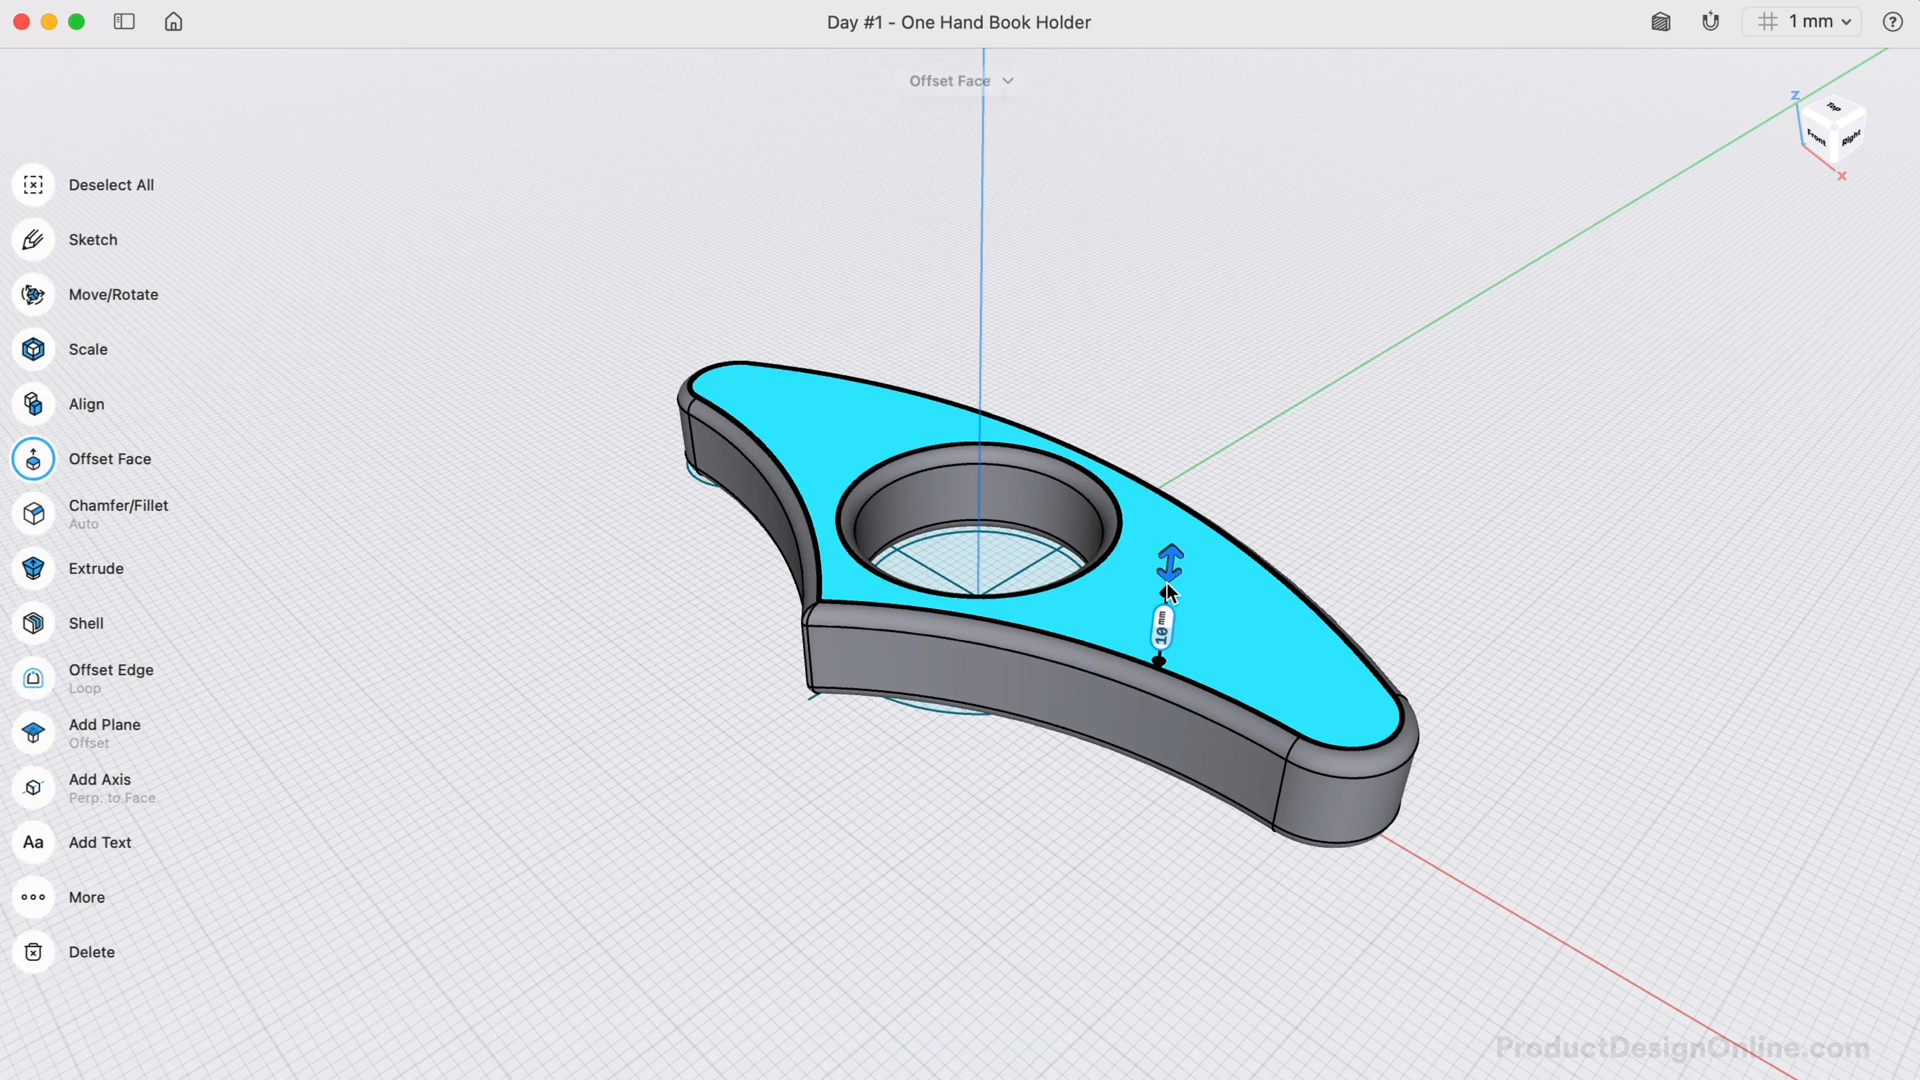 Day #1 - One Hand Book Holder
1 mm
Offset Face
Z
Top
Front
Right
X
Deselect All
Sketch
Move/Rotate
Scale
Align
Offset Face
Chamfer/Fillet
Auto
Extrude
Shell
Offset Edge
Loop
Add Plane
Offset
Add Axis
Perp. to Face
Aa Add Text
More
Delete
10 mm
ProductDesignOnline.com